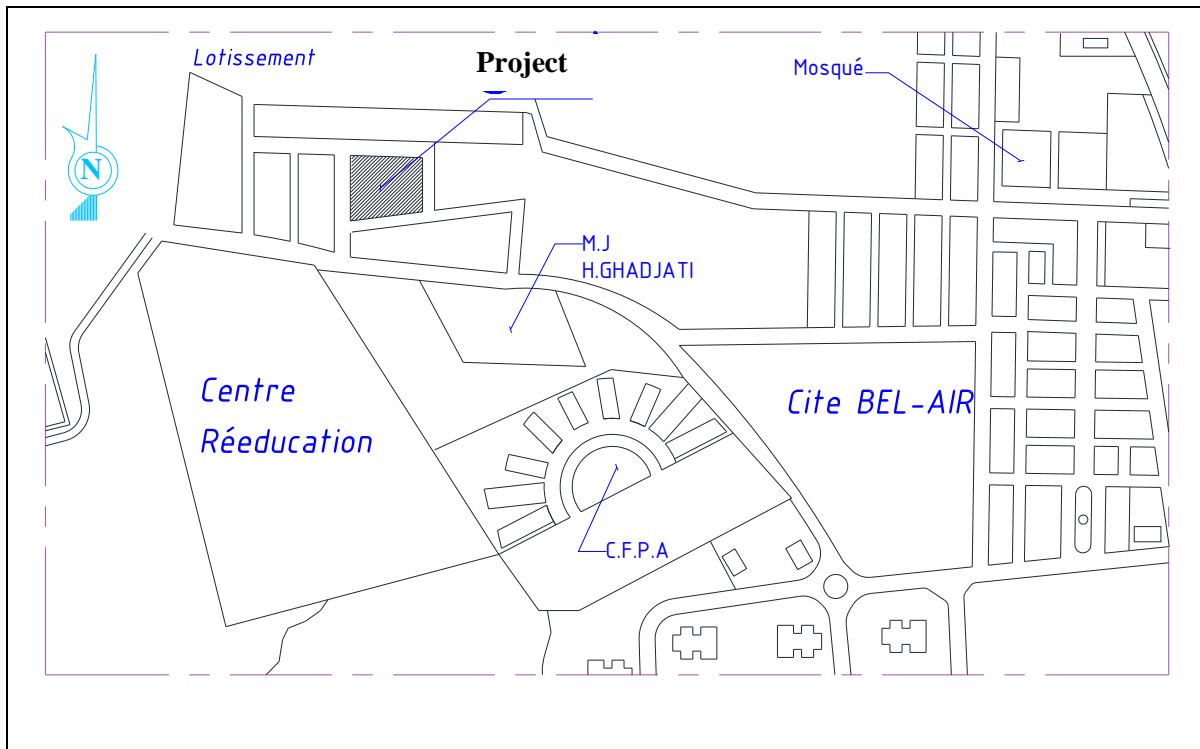 Lotissement
Project
Mosqué
N
M.J
H.GHADJATI
Centre
Réeducation
Cite BEL-AIR
C.F.P.A